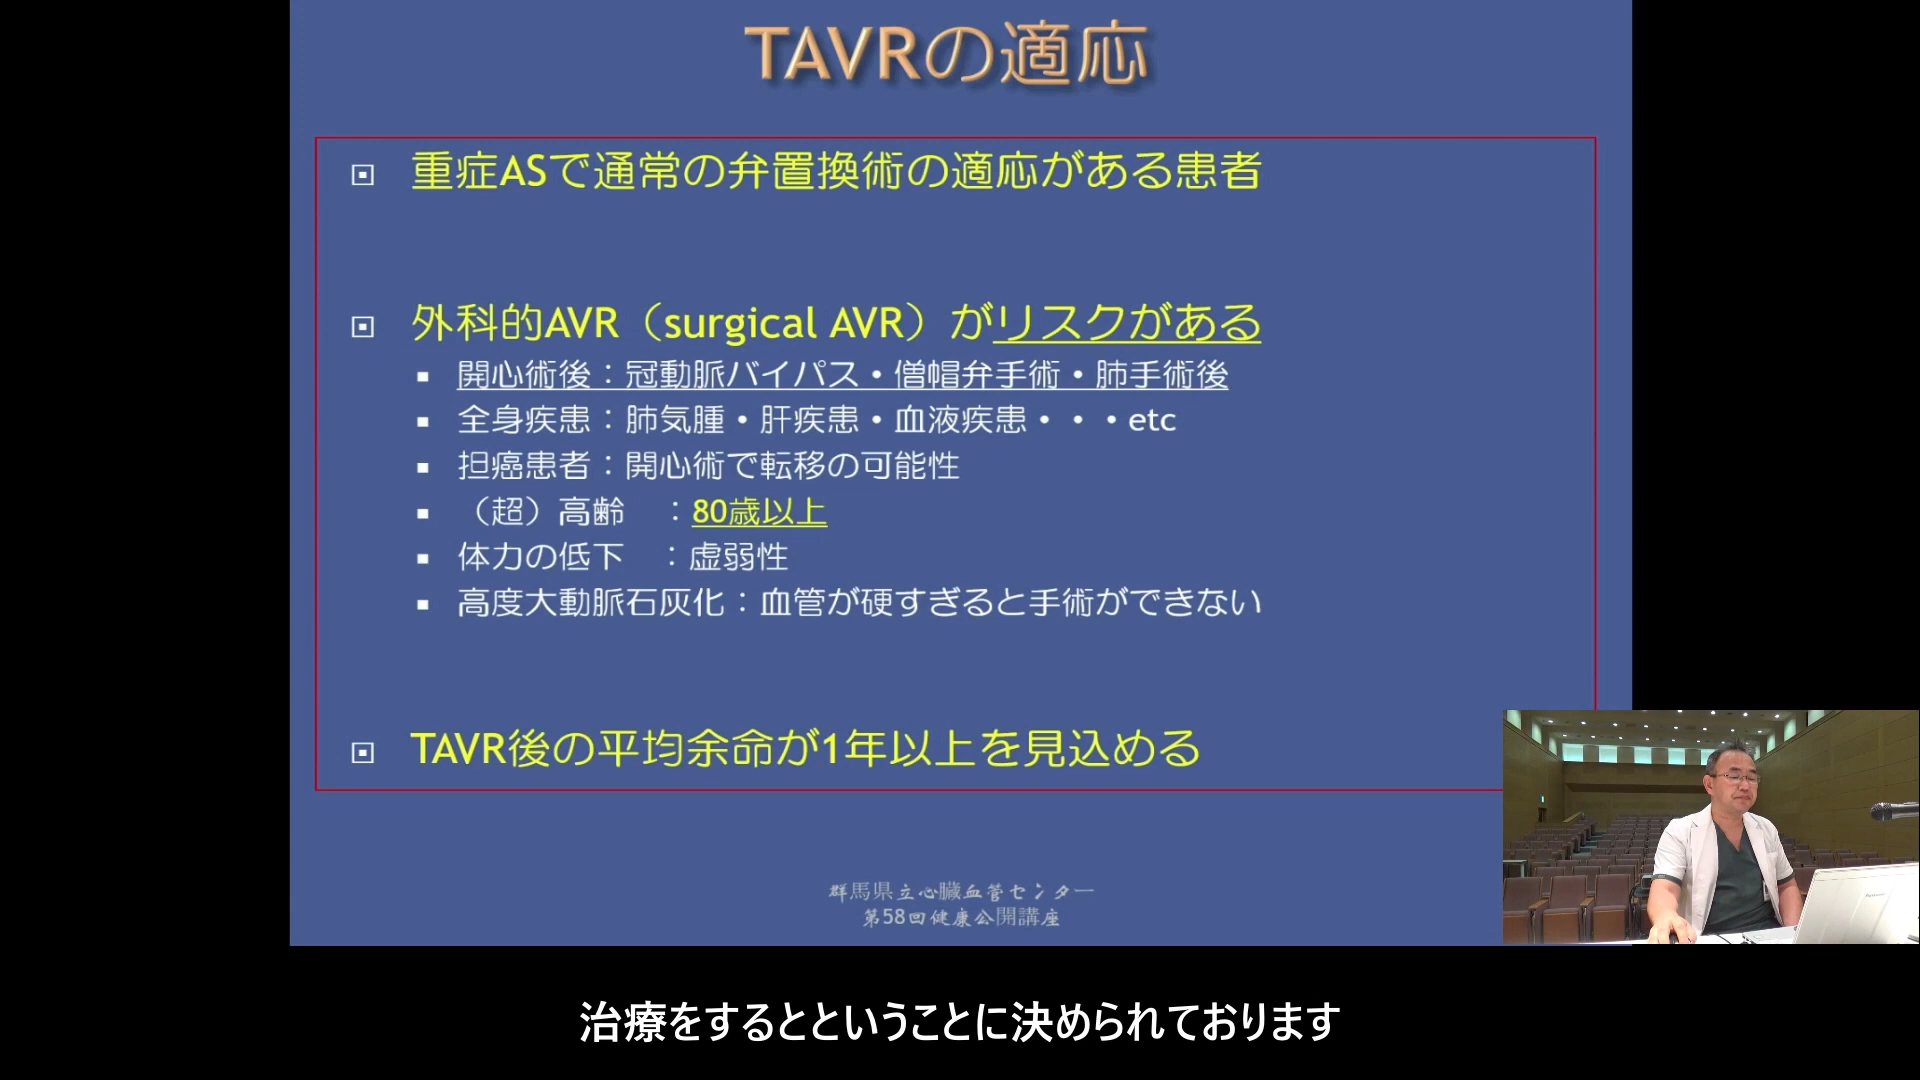 TAVRの適応
重症ASで通常の弁置換術の適応がある患者
外科的AVR（surgical AVR）がリスクがある
開心術後：冠動脈バイパス・僧帽弁手術・肺手術後
全身疾患：肺気腫・肝疾患・血液疾患・・・etc
担癌患者：開心術で転移の可能性
（超）高齢　：80歳以上
体力の低下　：虚弱性
高度大動脈石灰化：血管が硬すぎると手術ができない
TAVR後の平均余命が1年以上を見込める
群馬県立心臓血管センター
第58回健康公開講座
治療をするとということに決められております